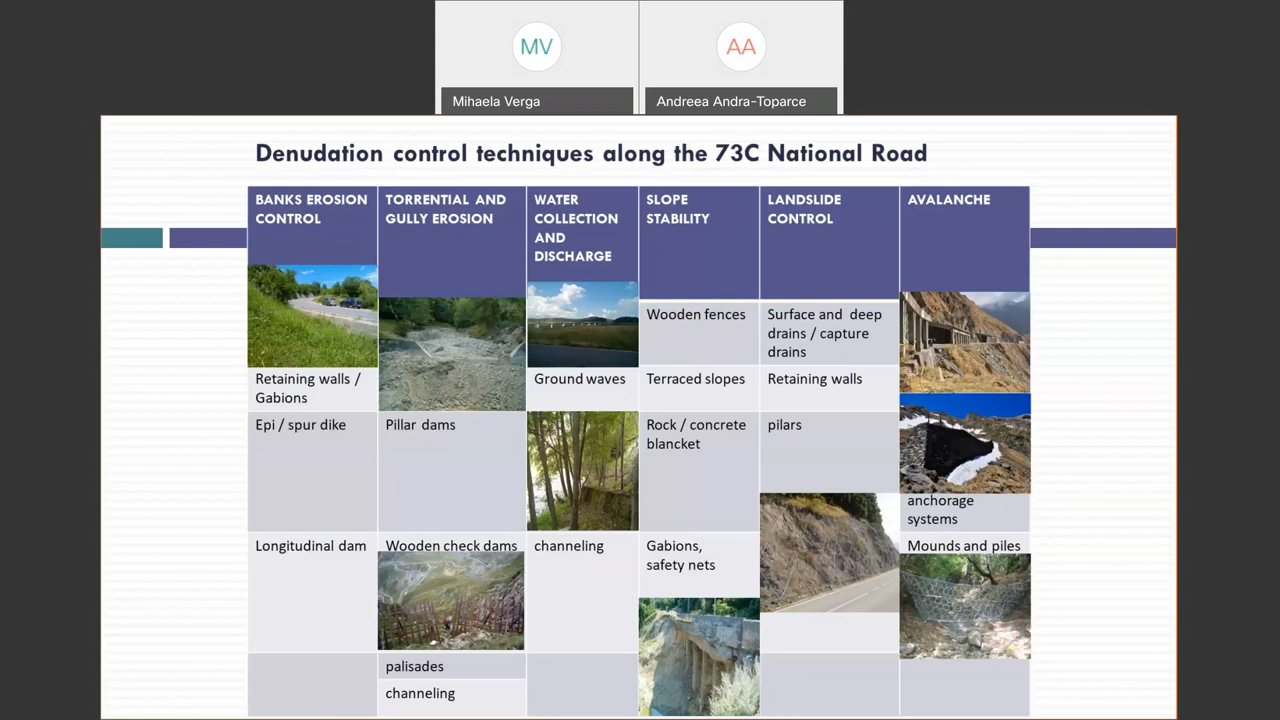 MV
AA
Mihaela Verga
Andreea Andra-Toparce
Denudation control techniques along the 73C National Road
BANKS EROSION
CONTROL
TORRENTIAL AND
GULLY EROSION
WATER
COLLECTION
AND
DISCHARGE
SLOPE
STABILITY
LANDSLIDE
CONTROL
AVALANCHE
Wooden fences
Surface and deep
drains / capture
drains
Retaining walls /
Gabions
Ground waves
Terraced slopes
Retaining walls
Epi / spur dike
Pillar dams
Rock / concrete
blancket
pilars
anchorage
systems
Longitudinal dam
Wooden check dams
channeling
Gabions,
safety nets
Mounds and piles
palisades
channeling